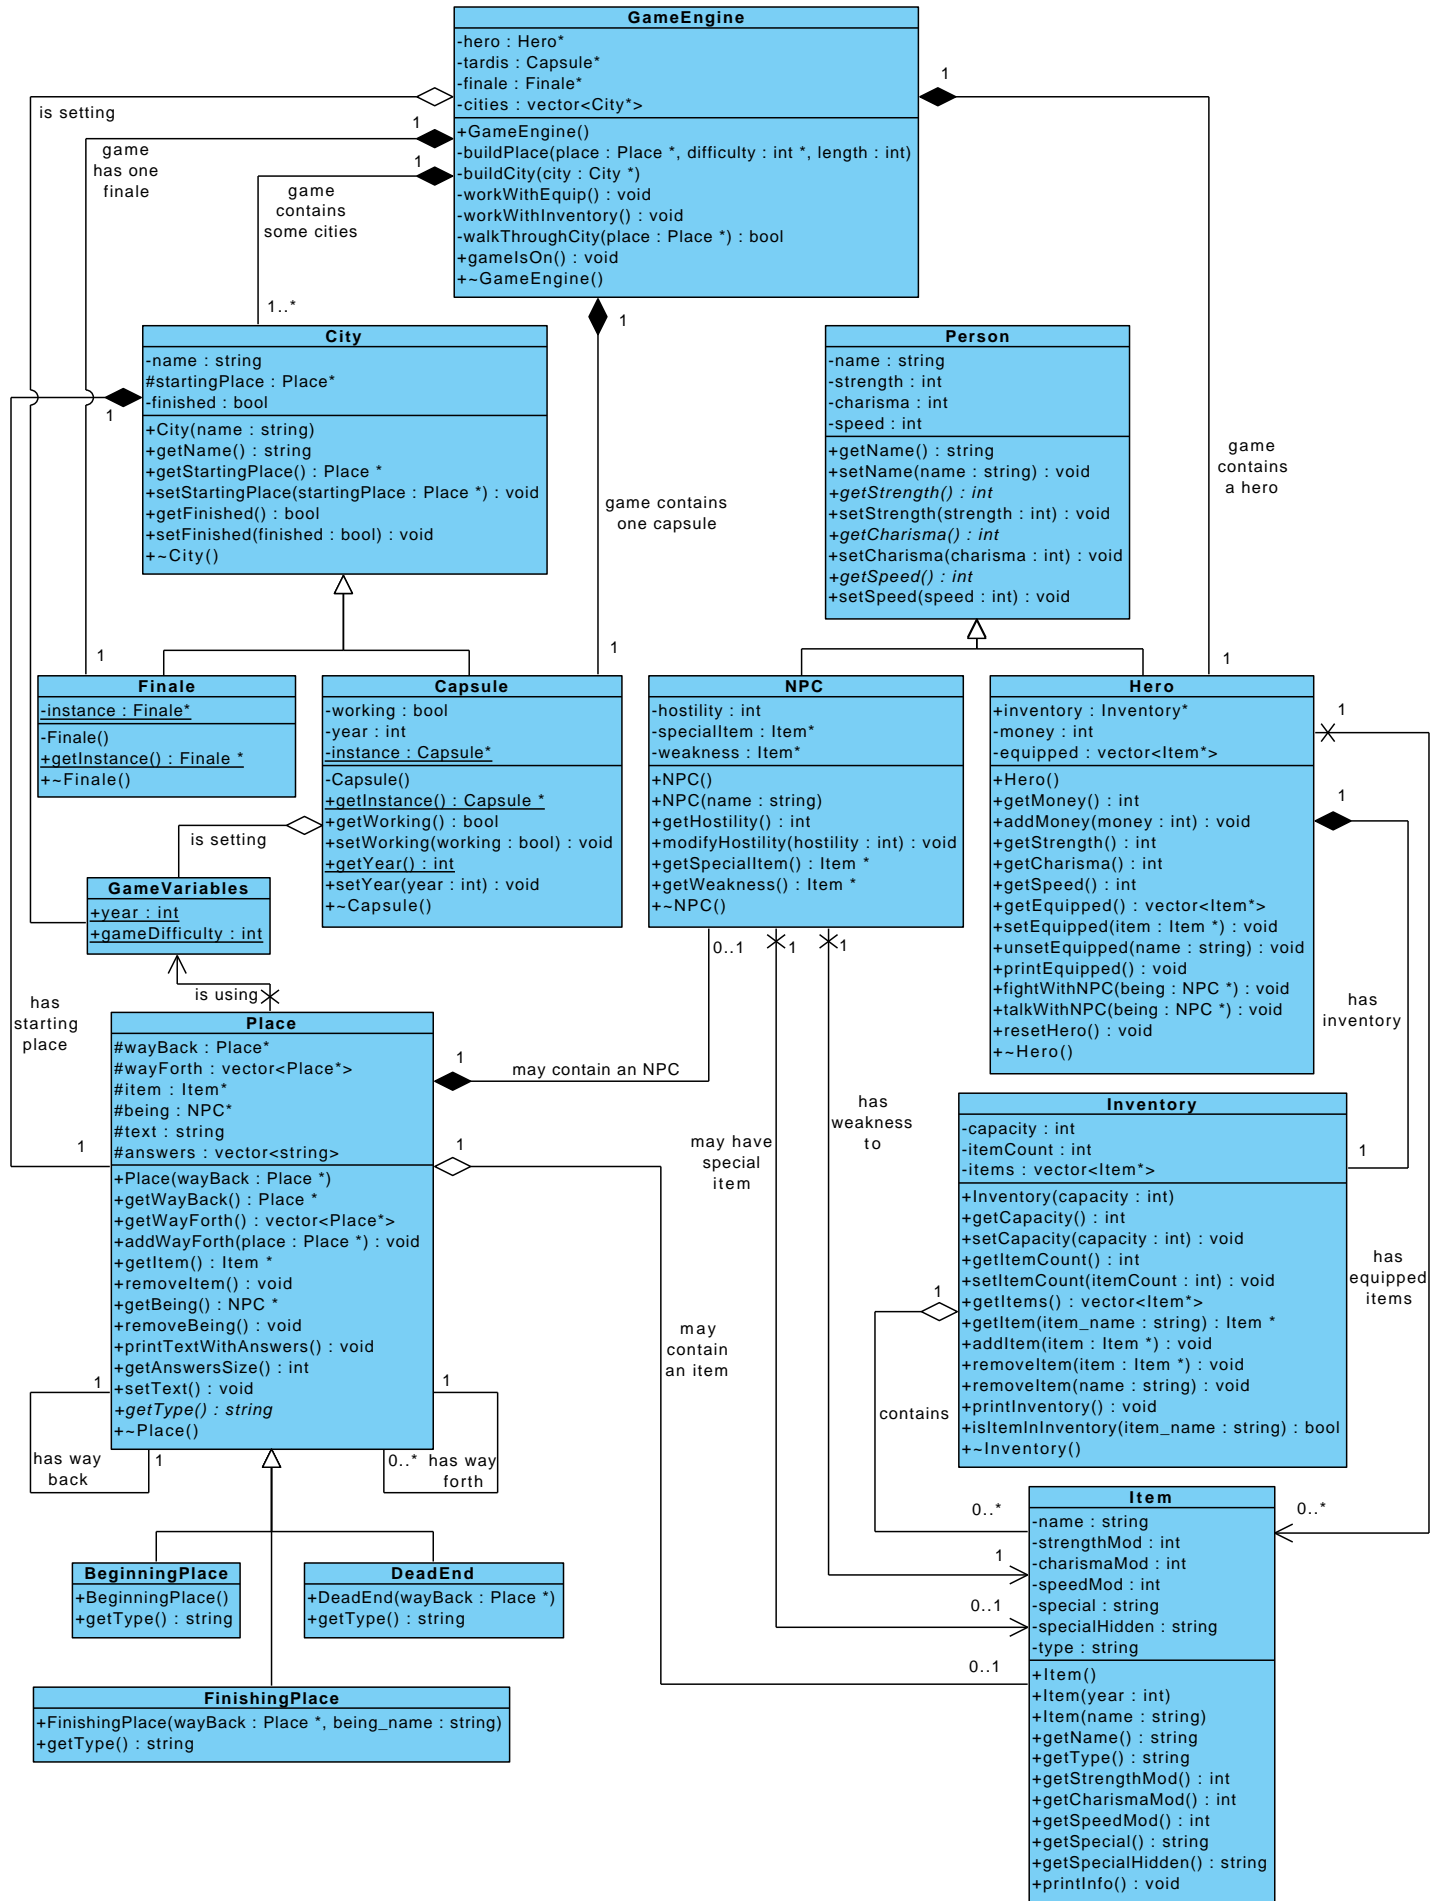 GameEngine
-hero : Hero*
-tardis : Capsule*
-finale : Finale*
-cities : vector<City*>
+GameEngine()
-buildPlace(place : Place *, difficulty : int *, length : int)
-buildCity(city : City *)
-workWithEquip() : void
-workWithInventory() : void
-walkThroughCity(place : Place *) : bool
+gameIsOn() : void
+~GameEngine()
is setting
1
game
has one
finale
1
1
game
contains
some cities
1
1..*
1
game contains
one capsule
1
game
contains
a hero
1
1
City
-name : string
#startingPlace : Place*
-finished : bool
+City(name : string)
+getName() : string
+getStartingPlace() : Place *
+setStartingPlace(startingPlace : Place *) : void
+getFinished() : bool
+setFinished(finished : bool) : void
+~City()
1
Person
-name : string
-strength : int
-charisma : int
-speed : int
+getName() : string
+setName(name : string) : void
+getStrength() : int
+setStrength(strength : int) : void
+getCharisma() : int
+setCharisma(charisma : int) : void
+getSpeed() : int
+setSpeed(speed : int) : void
Finale
-instance : Finale*
-Finale()
+getInstance() : Finale *
+~Finale()
Capsule
-working : bool
-year : int
-instance : Capsule*
-Capsule()
+getInstance() : Capsule *
+getWorking() : bool
+setWorking(working : bool) : void
+getYear() : int
+setYear(year : int) : void
+~Capsule()
is setting
NPC
-hostility : int
-specialItem : Item*
-weakness : Item*
+NPC()
+NPC(name : string)
+getHostility() : int
+modifyHostility(hostility : int) : void
+getSpecialItem() : Item *
+getWeakness() : Item *
+~NPC()
0..1
1
1
Hero
+inventory : Inventory*
-money : int
-equipped : vector<Item*>
+Hero()
+getMoney() : int
+addMoney(money : int) : void
+getStrength() : int
+getCharisma() : int
+getSpeed() : int
+getEquipped() : vector<Item*>
+setEquipped(item : Item *) : void
+unsetEquipped(name : string) : void
+printEquipped() : void
+fightWithNPC(being : NPC *) : void
+talkWithNPC(being : NPC *) : void
+resetHero() : void
+~Hero()
1
1
has
inventory
1
GameVariables
+year : int
+gameDifficulty : int
is using
has
starting
place
1
Place
#wayBack : Place*
#wayForth : vector<Place*>
#item : Item*
#being : NPC*
#text : string
#answers : vector<string>
+Place(wayBack : Place *)
+getWayBack() : Place *
+getWayForth() : vector<Place*>
+addWayForth(place : Place *) : void
+getItem() : Item *
+removeItem() : void
+getBeing() : NPC *
+removeBeing() : void
+printTextWithAnswers() : void
+getAnswersSize() : int
+setText() : void
+getType() : string
+~Place()
1
may contain an NPC
1
may
contain
an item
0..1
1
has way
back
1
1
0..*
has way
forth
may have
special
item
0..1
has
weakness
to
1
Inventory
-capacity : int
-itemCount : int
-items : vector<Item*>
+Inventory(capacity : int)
+getCapacity() : int
+setCapacity(capacity : int) : void
+getItemCount() : int
+setItemCount(itemCount : int) : void
+getItems() : vector<Item*>
+getItem(item_name : string) : Item *
+addItem(item : Item *) : void
+removeItem(item : Item *) : void
+removeItem(name : string) : void
+printInventory() : void
+isItemInInventory(item_name : string) : bool
+~Inventory()
1
contains
0..*
has
equipped
items
0..*
BeginningPlace
+BeginningPlace()
+getType() : string
DeadEnd
+DeadEnd(wayBack : Place *)
+getType() : string
FinishingPlace
+FinishingPlace(wayBack : Place *, being_name : string)
+getType() : string
Item
-name : string
-strengthMod : int
-charismaMod : int
-speedMod : int
-special : string
-specialHidden : string
-type : string
+Item()
+Item(year : int)
+Item(name : string)
+getName() : string
+getType() : string
+getStrengthMod() : int
+getCharismaMod() : int
+getSpeedMod() : int
+getSpecial() : string
+getSpecialHidden() : string
+printInfo() : void